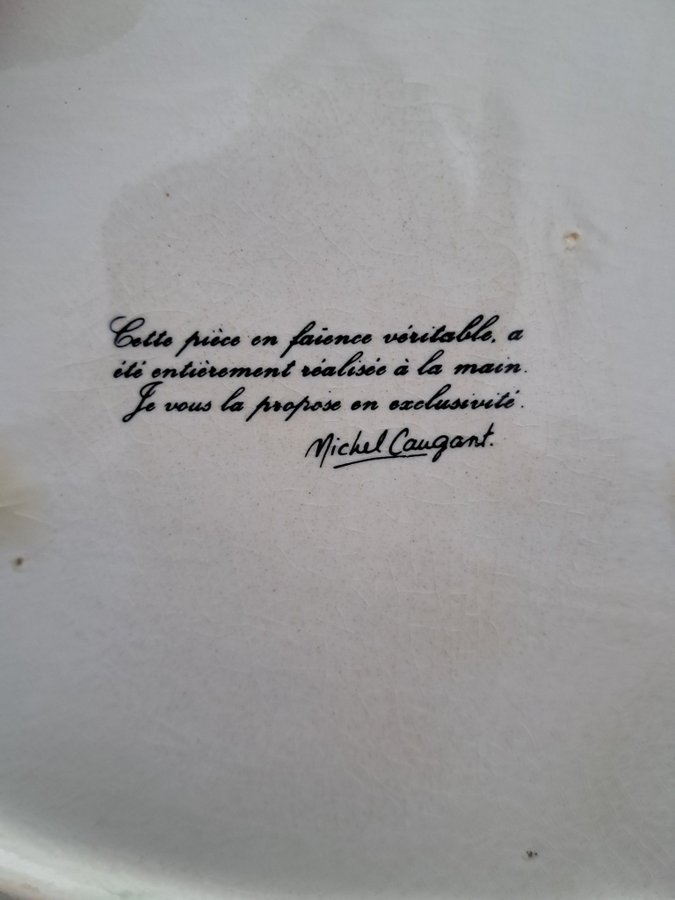 Cette pièce en faïence véritable, a
été entièrement réalisée à la main.
Je vous la propose en exclusivité.
Michel Caugant.